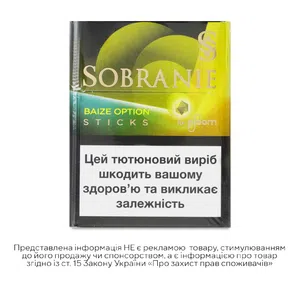 SOBRANIE
BAIZE OPTION
STICKS
Цей тютюновий виріб
шкодить вашому
здоров'ю та викликає
залежність
Представлена інформація НЕ є рекламою товару, стимулюванням
до його продажу чи спонсорством, а є інформацією про товар
згідно із ст. 15 Закону України «Про захист прав споживачів»